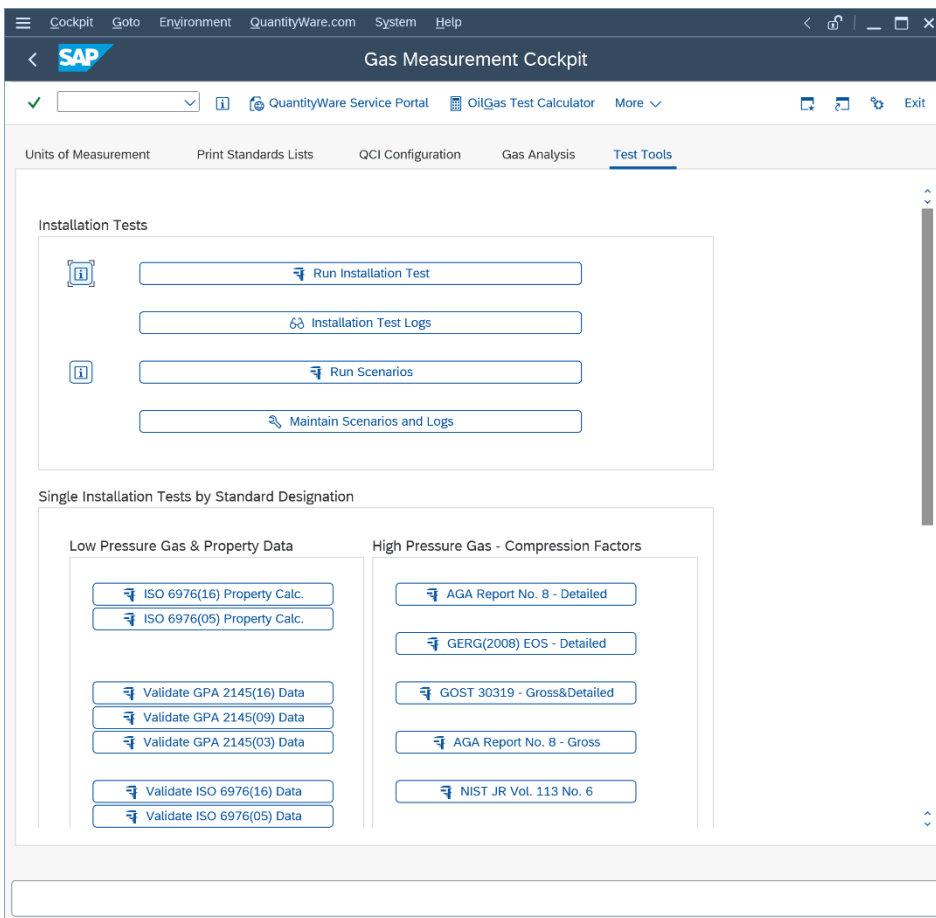 Cockpit Goto Environment QuantityWare.com System Help
SAP Gas Measurement Cockpit
QuantityWare Service Portal OilGas Test Calculator More Exit
Units of Measurement Print Standards Lists QCI Configuration Gas Analysis Test Tools
Installation Tests
Run Installation Test
Installation Test Logs
Run Scenarios
Maintain Scenarios and Logs
Single Installation Tests by Standard Designation
Low Pressure Gas & Property Data High Pressure Gas - Compression Factors
ISO 6976(16) Property Calc. AGA Report No. 8 - Detailed
ISO 6976(05) Property Calc.
GERG(2008) EOS - Detailed
Validate GPA 2145(16) Data GOST 30319 - Gross&Detailed
Validate GPA 2145(09) Data
Validate GPA 2145(03) Data AGA Report No. 8 - Gross
Validate ISO 6976(16) Data NIST JR Vol. 113 No. 6
Validate ISO 6976(05) Data